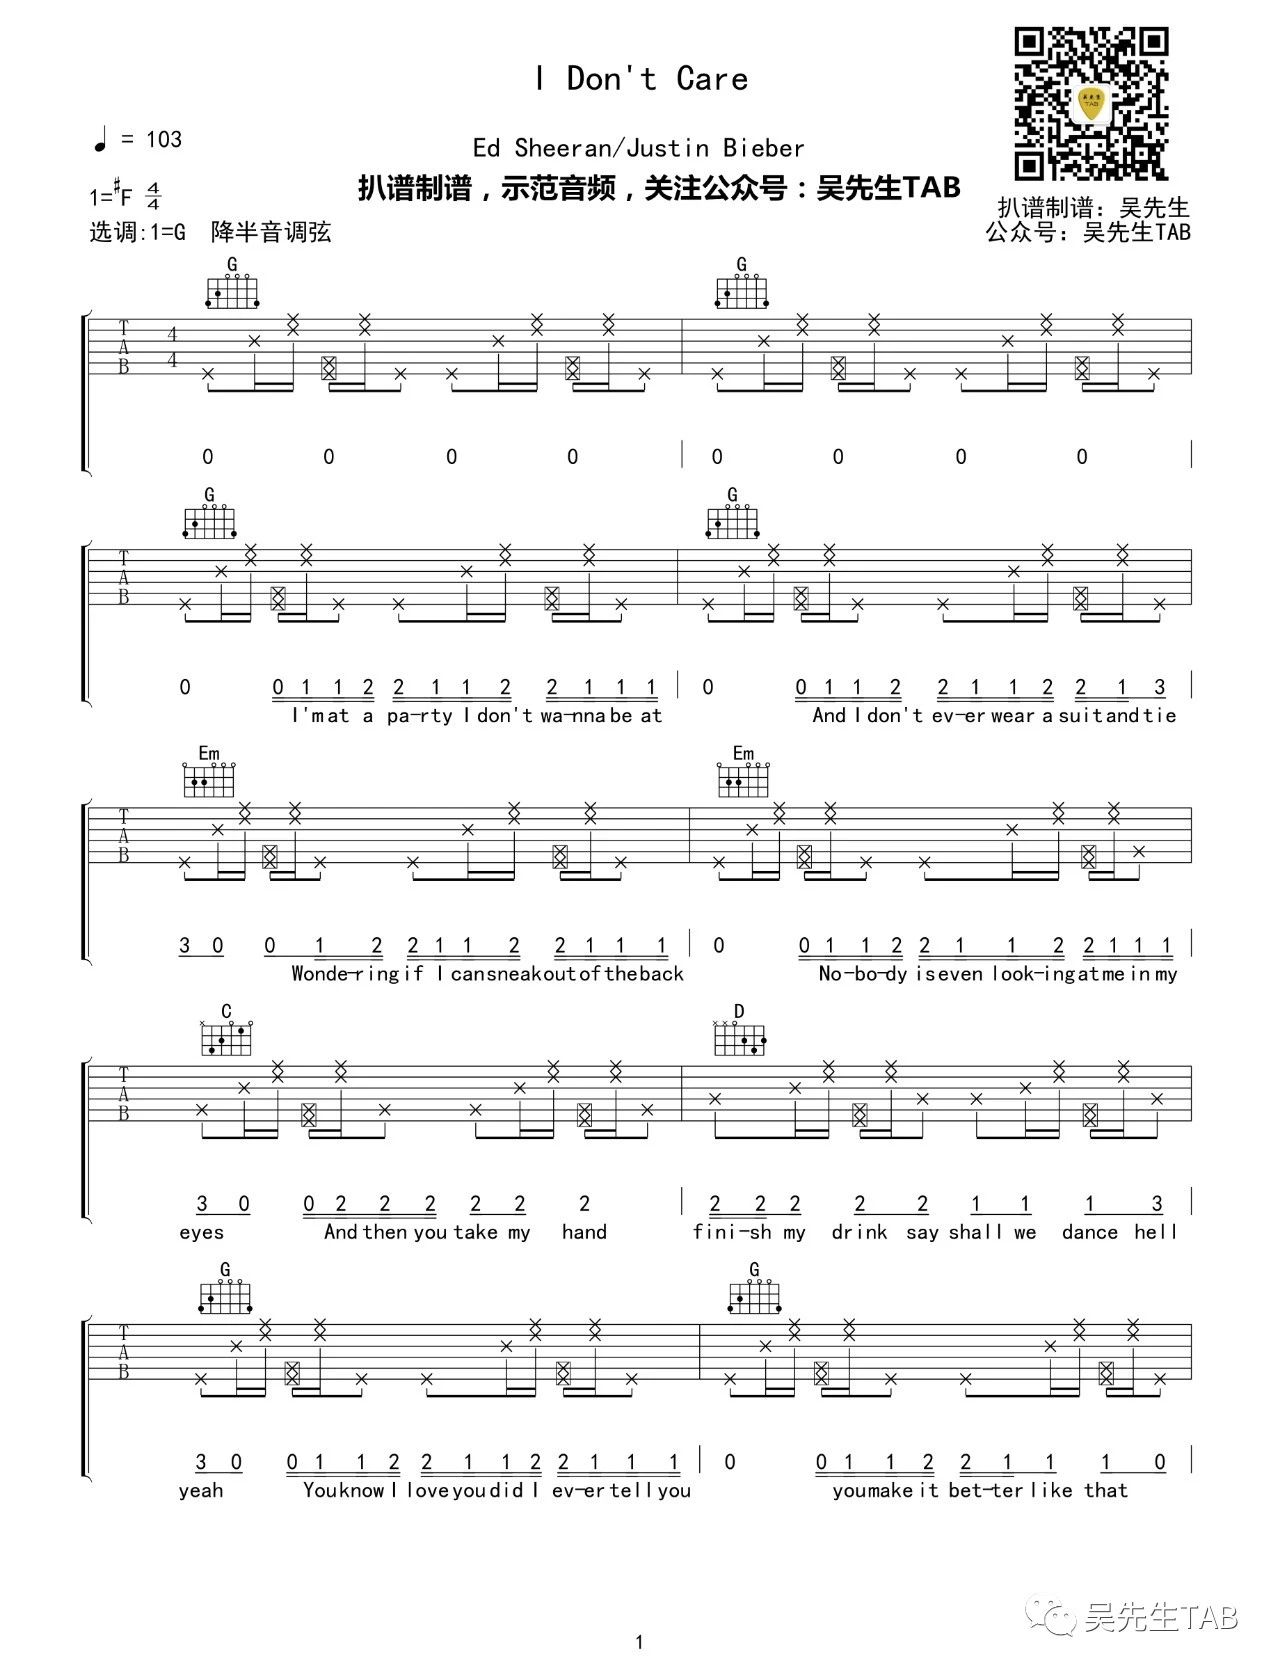 I Don't Care
♩ = 103
Ed Sheeran/Justin Bieber
1=#F 4/4
扒谱制谱，示范音频，关注公众号：吴先生TAB
吴先生
TAB
扒谱制谱：吴先生
选调:1=G 降半音调弦
公众号：吴先生TAB
G G
T A B 4 4
0 0 0 0 0 0 0 0
G G
T A B
0 0 1 1 2 2 1 1 2 2 1 1 1 0 0 1 1 2 2 1 1 2 2 1 3
I'm at a pa-rty I don't wa-nna be at And I don't ev-er wear a suit and tie
Em Em
T A B
3 0 0 1 2 2 1 1 2 2 1 1 1 0 0 1 1 2 2 1 1 2 2 1 1 1
Wonde-ring if I can sneak out of the back No-bo-dy is even look-ing at me in my
C D
T A B
3 0 0 2 2 2 2 2 2 2 2 2 2 2 1 1 1 3
eyes And then you take my hand fini-sh my drink say shall we dance hell
G G
T A B
3 0 0 1 1 2 2 1 1 2 2 1 1 1 0 0 1 1 2 2 1 1 1 0
yeah You know I love you did I ev-er tell you you make it bet-ter like that
吴先生TAB
1